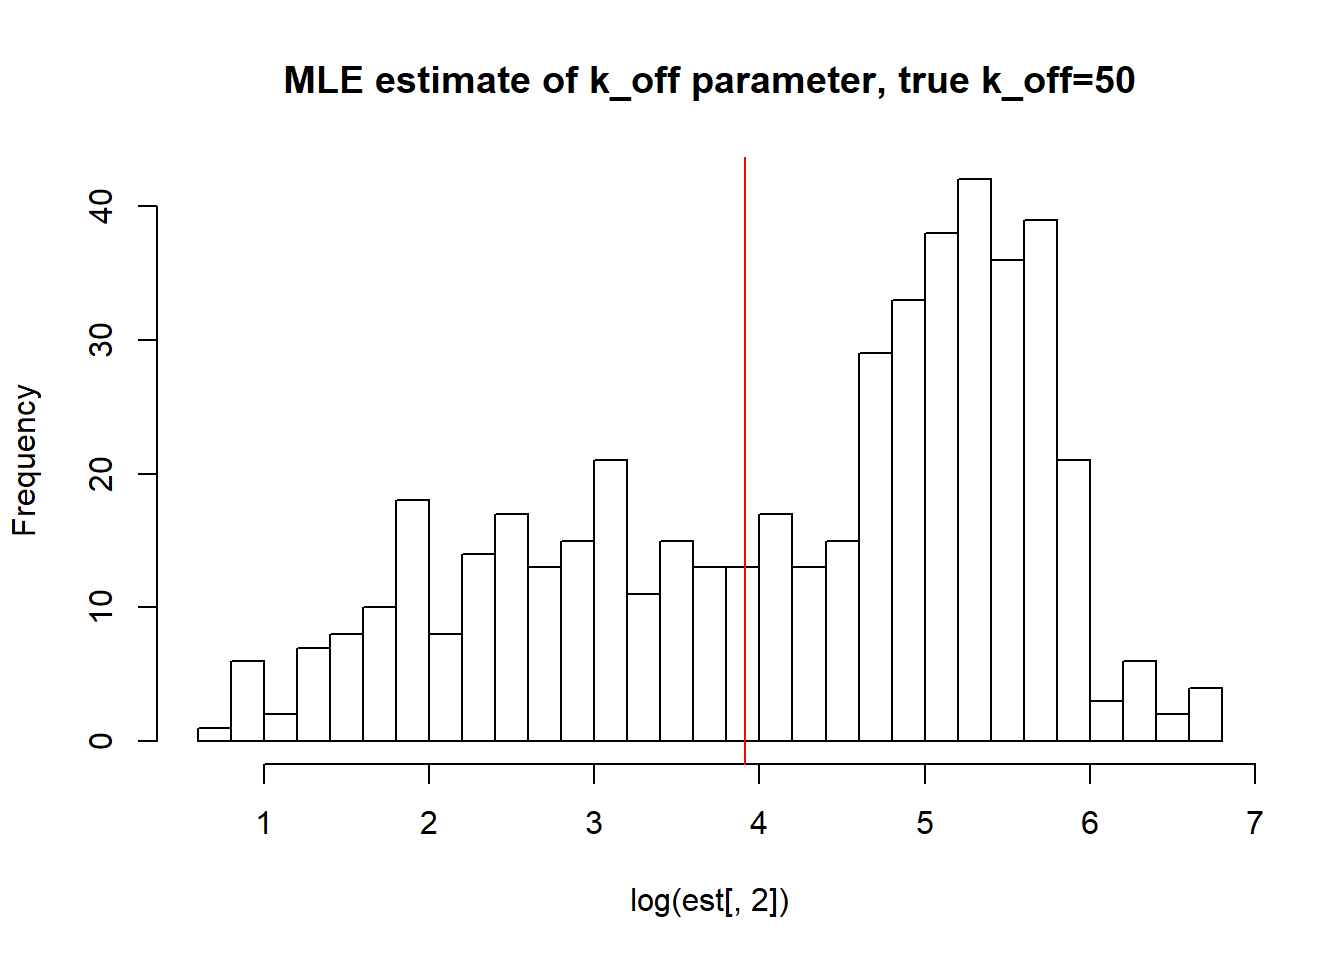 MLE estimate of k_off parameter, true k_off=50
Frequency
40
30
20
10
0
1 2 3 4 5 6 7
log(est[, 2])